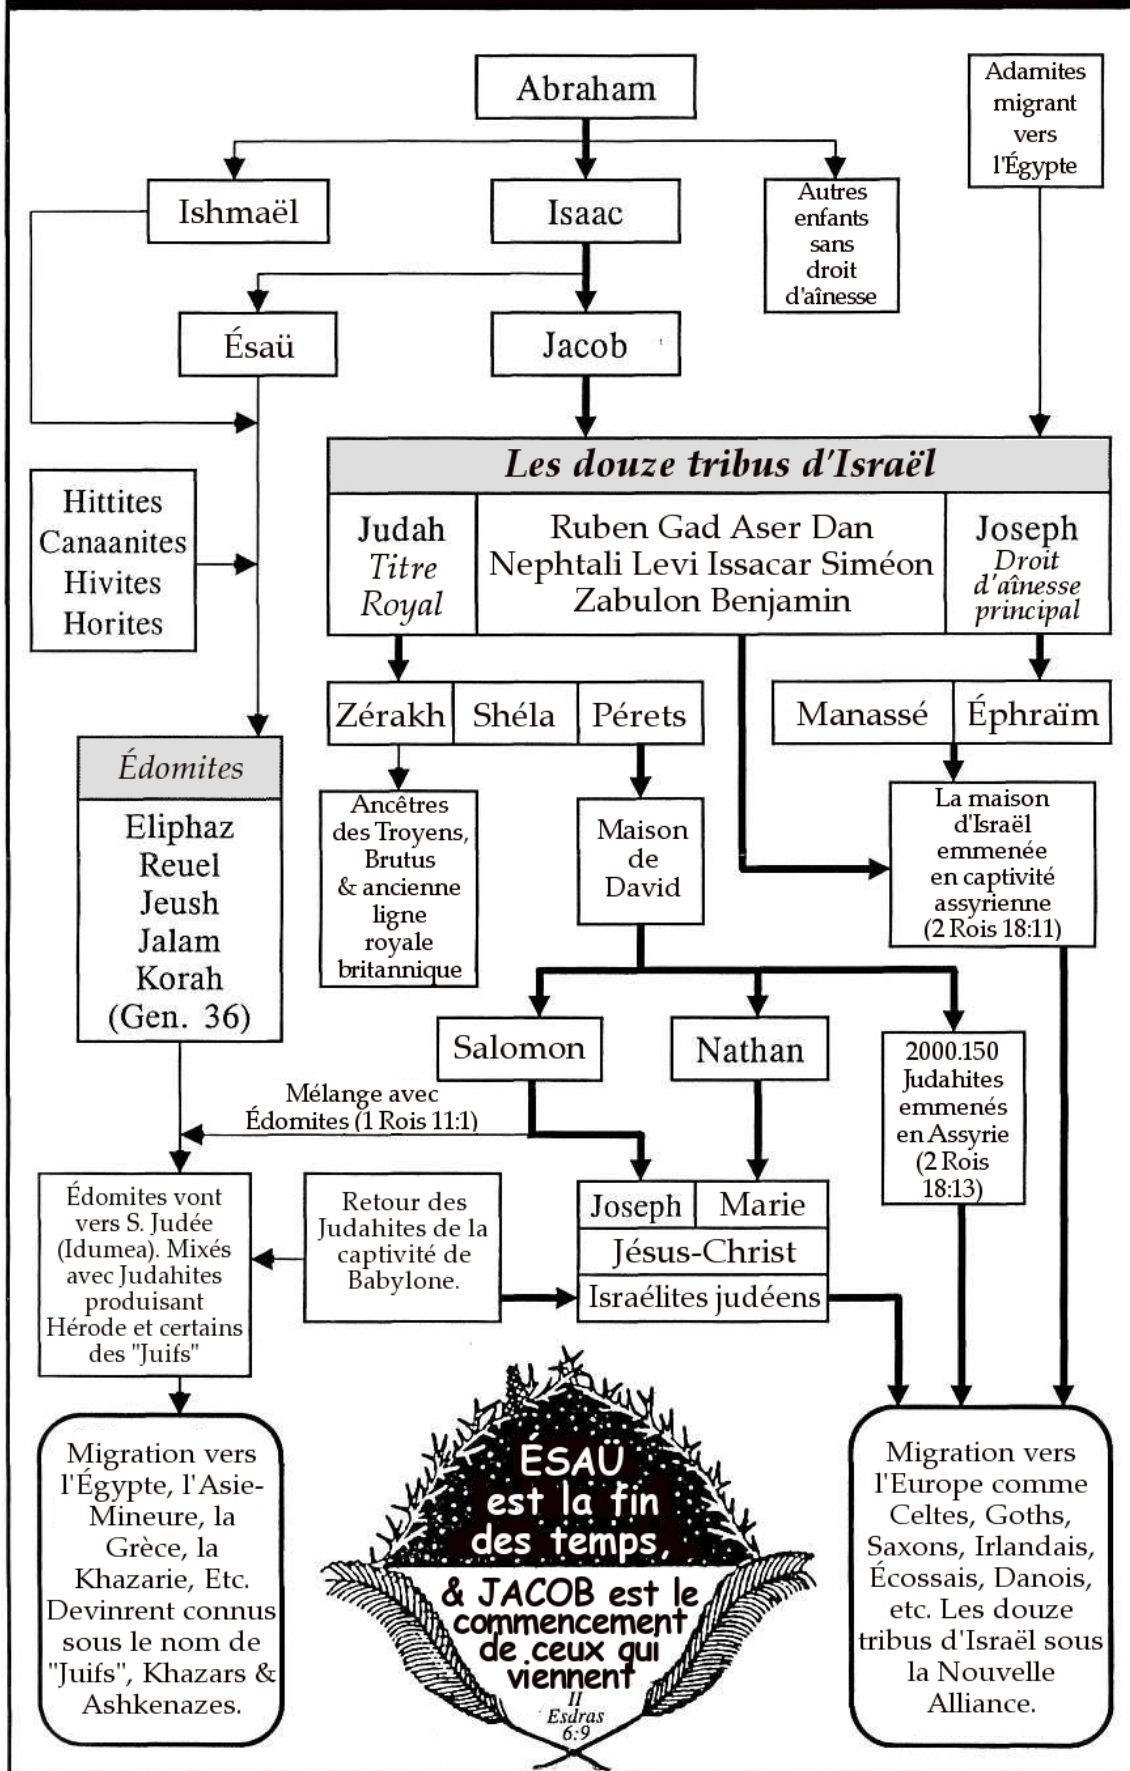 Abraham
Adamites
migrant
vers
l'Égypte
Ishmaël
Isaac
Autres
enfants
sans
droit
d'aînesse
Ésaü
Jacob
Les douze tribus d'Israël
Judah
Titre
Royal
Ruben Gad Aser Dan
Nephtali Levi Issacar Siméon
Zabulon Benjamin
Joseph
Droit
d'aînesse
principal
Hittites
Canaanites
Hivites
Horites
Zérakh
Shéla
Pérets
Manassé
Éphraïm
Édomites
Eliphaz
Reuel
Jeush
Jalam
Korah
(Gen. 36)
Ancêtres
des Troyens,
Brutus
& ancienne
ligne
royale
britannique
Maison
de
David
La maison
d'Israël
emmenée
en captivité
assyrienne
(2 Rois 18:11)
Salomon
Nathan
2000.150
Judahites
emmenés
en Assyrie
(2 Rois
18:13)
Mélange avec
Édomites (1 Rois 11:1)
Édomites vont
vers S. Judée
(Idumea). Mixés
avec Judahites
produisant
Hérode et certains
des "Juifs"
Retour des
Judahites de la
captivité de
Babylone.
Joseph
Marie
Jésus-Christ
Israélites judéens
Migration vers
l'Égypte, l'Asie-
Mineure, la
Grèce, la
Khazarie, Etc.
Devinrent connus
sous le nom de
"Juifs", Khazars &
Ashkenazes.
ÉSAÜ
est la fin
des temps,
& JACOB est le
commencement
de ceux qui
viennent
II
Esdras
6:9
Migration vers
l'Europe comme
Celtes, Goths,
Saxons, Irlandais,
Écossais, Danois,
etc. Les douze
tribus d'Israël sous
la Nouvelle
Alliance.